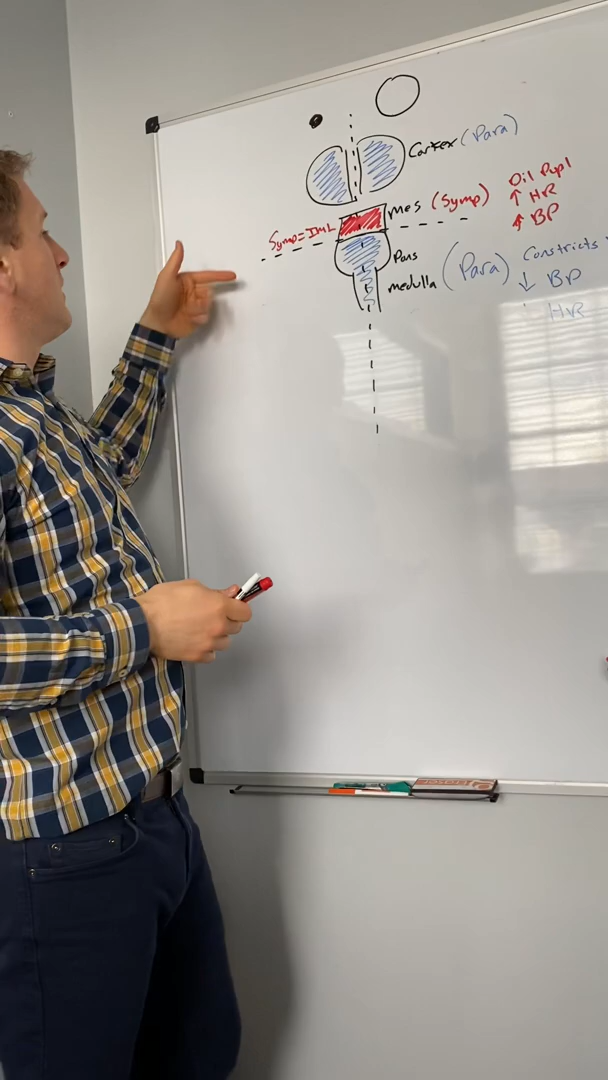 Cortex (Para)
mes (Symp)
Dil Pupl
↑ HR
↑ BP
Symp = IML
Pons
medulla (Para)
Constricts
↓ BP
HR